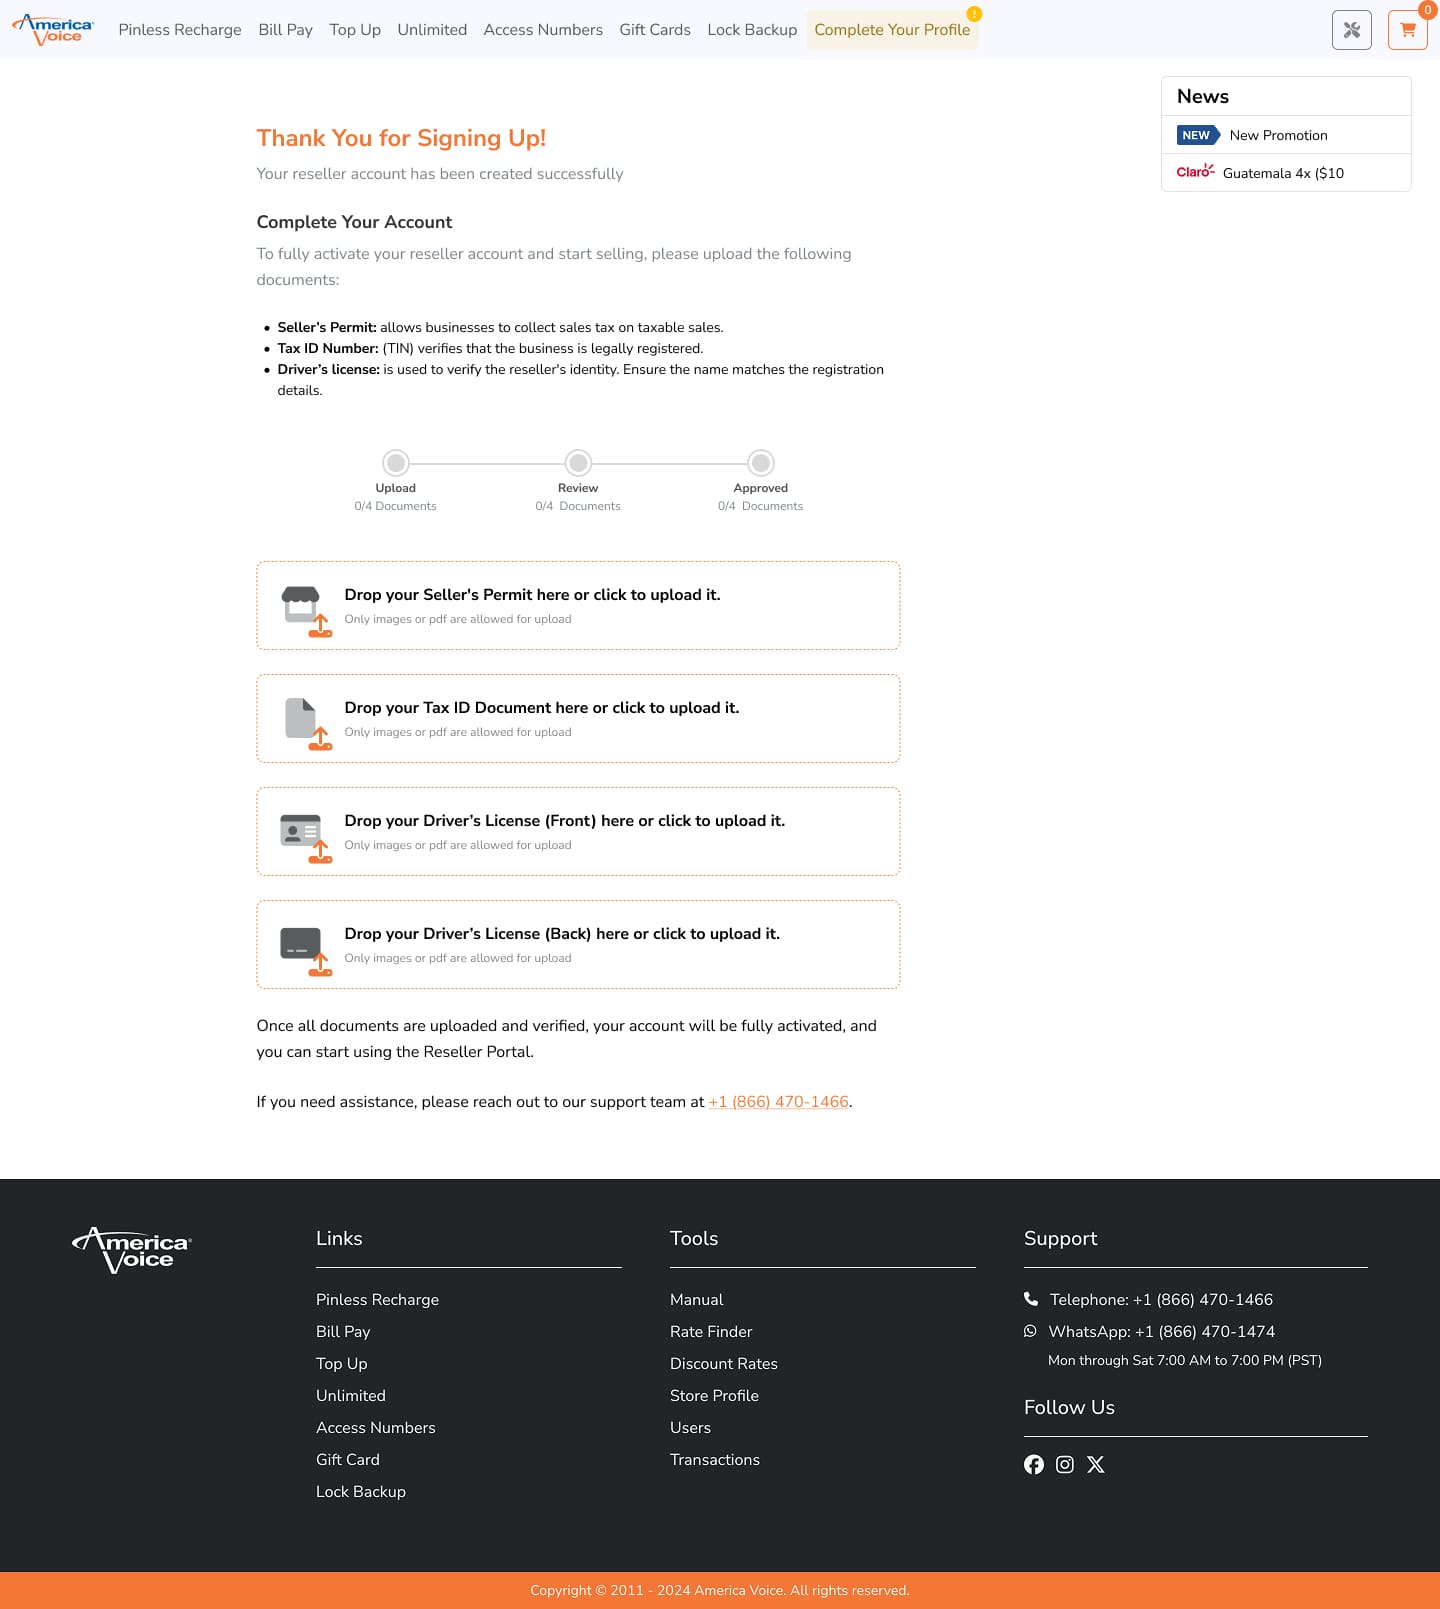 America Voice
Pinless Recharge
Bill Pay
Top Up
Unlimited
Access Numbers
Gift Cards
Lock Backup
Complete Your Profile
!
0
News
NEW New Promotion
Claro Guatemala 4x ($10
Thank You for Signing Up!
Your reseller account has been created successfully
Complete Your Account
To fully activate your reseller account and start selling, please upload the following
documents:
• Seller’s Permit: allows businesses to collect sales tax on taxable sales.
• Tax ID Number: (TIN) verifies that the business is legally registered.
• Driver’s license: is used to verify the reseller's identity. Ensure the name matches the registration
details.
Upload
0/4 Documents
Review
0/4 Documents
Approved
0/4 Documents
Drop your Seller's Permit here or click to upload it.
Only images or pdf are allowed for upload
Drop your Tax ID Document here or click to upload it.
Only images or pdf are allowed for upload
Drop your Driver’s License (Front) here or click to upload it.
Only images or pdf are allowed for upload
Drop your Driver’s License (Back) here or click to upload it.
Only images or pdf are allowed for upload
Once all documents are uploaded and verified, your account will be fully activated, and
you can start using the Reseller Portal.
If you need assistance, please reach out to our support team at +1 (866) 470-1466.
America Voice
Links
Pinless Recharge
Bill Pay
Top Up
Unlimited
Access Numbers
Gift Card
Lock Backup
Tools
Manual
Rate Finder
Discount Rates
Store Profile
Users
Transactions
Support
Telephone: +1 (866) 470-1466
WhatsApp: +1 (866) 470-1474
Mon through Sat 7:00 AM to 7:00 PM (PST)
Follow Us
Copyright © 2011 - 2024 America Voice. All rights reserved.